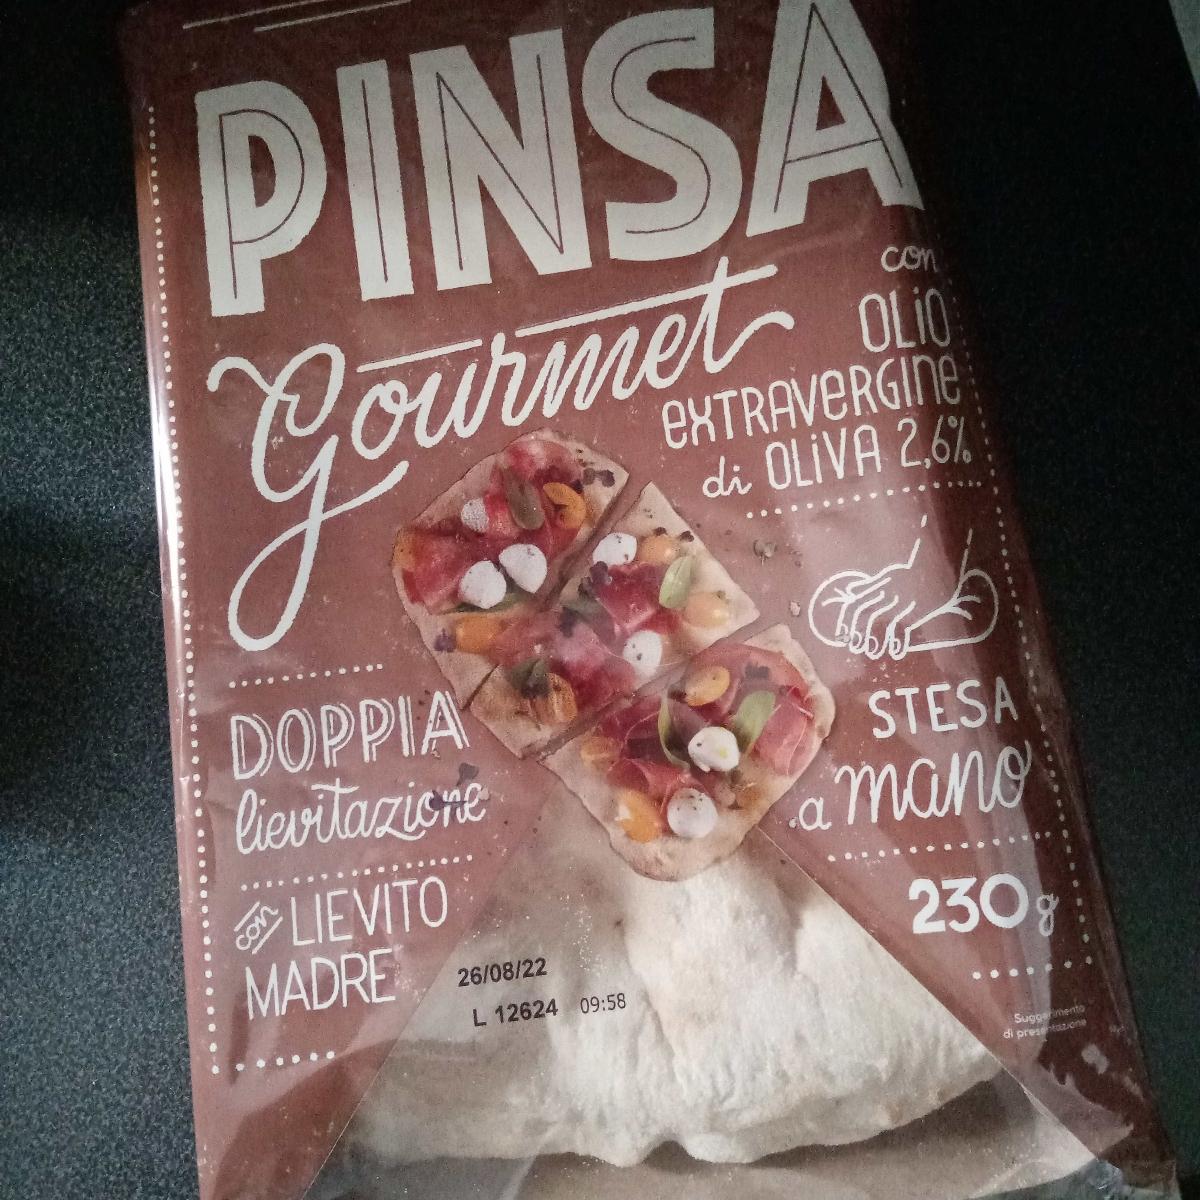 PINSA
Gourmet
con
OLIO
EXTRAVERGINE
di OLIVA 2,6%
DOPPIA
lievitazione
con LIEVITO
MADRE
STESA
a mano
230g
26/08/22
L 12624 09:58
Suggerimento
di presentazione